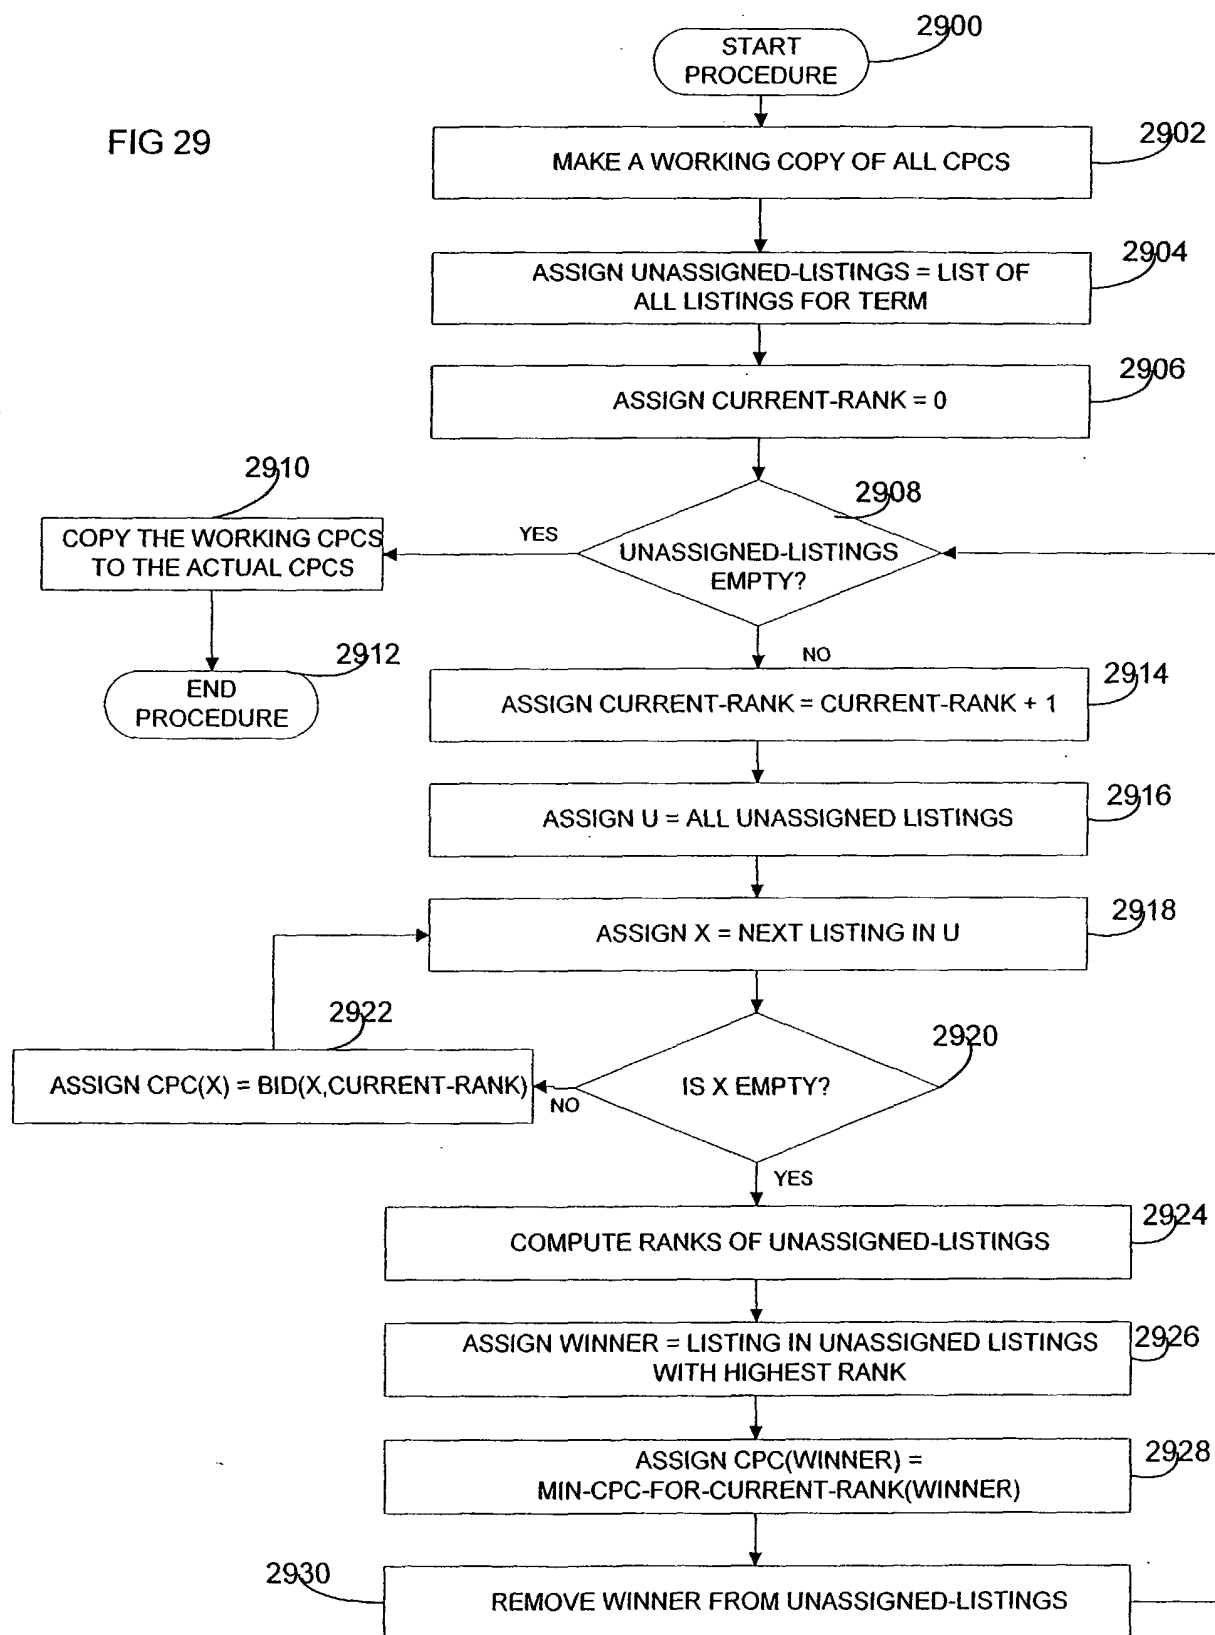 2900
START
PROCEDURE
FIG 29
2902
MAKE A WORKING COPY OF ALL CPCS
2904
ASSIGN UNASSIGNED-LISTINGS = LIST OF
ALL LISTINGS FOR TERM
2906
ASSIGN CURRENT-RANK = 0
2910
2908
COPY THE WORKING CPCS
TO THE ACTUAL CPCS
YES
UNASSIGNED-LISTINGS
EMPTY?
2912
END
PROCEDURE
NO
2914
ASSIGN CURRENT-RANK = CURRENT-RANK + 1
2916
ASSIGN U = ALL UNASSIGNED LISTINGS
2918
ASSIGN X = NEXT LISTING IN U
2922
2920
ASSIGN CPC(X) = BID(X,CURRENT-RANK)
NO
IS X EMPTY?
YES
2924
COMPUTE RANKS OF UNASSIGNED-LISTINGS
2926
ASSIGN WINNER = LISTING IN UNASSIGNED LISTINGS
WITH HIGHEST RANK
2928
ASSIGN CPC(WINNER) =
MIN-CPC-FOR-CURRENT-RANK(WINNER)
2930
REMOVE WINNER FROM UNASSIGNED-LISTINGS